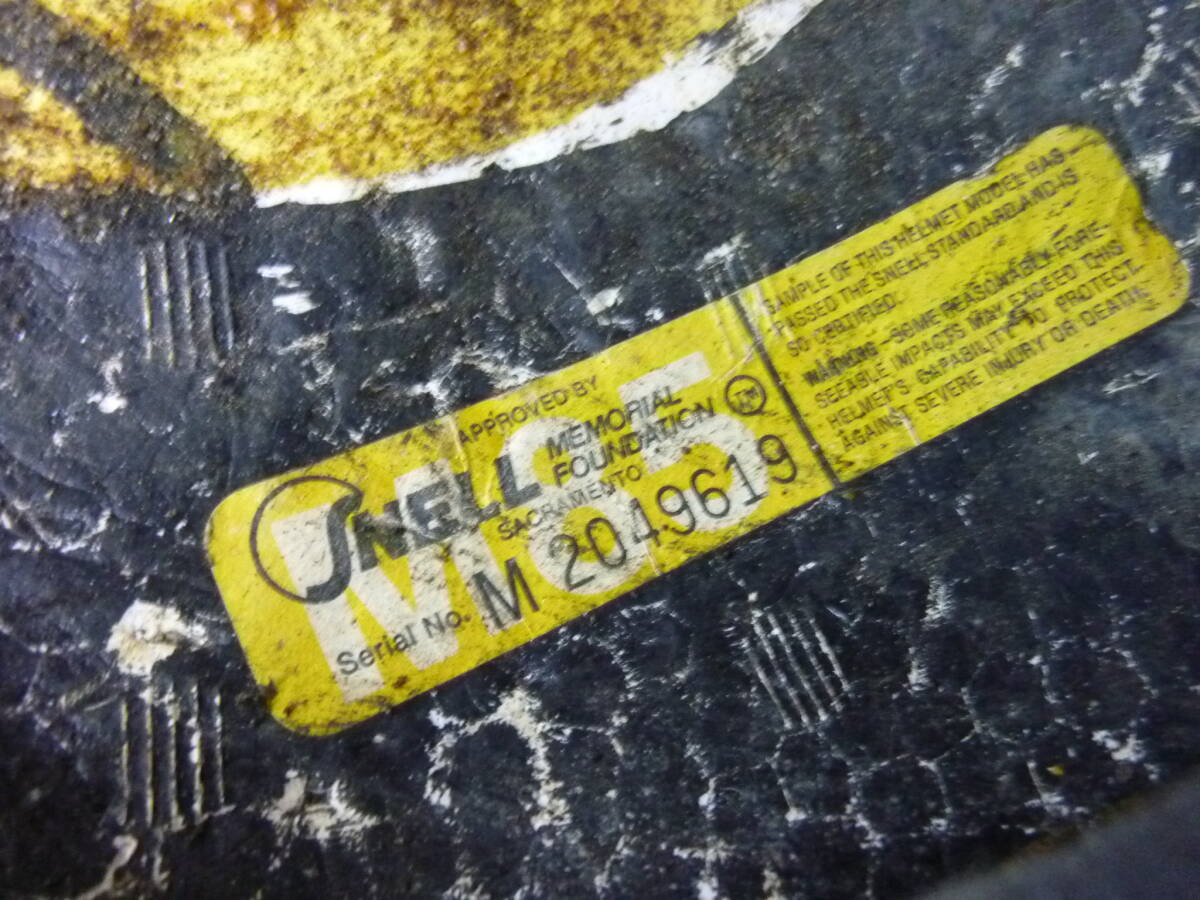 APPROVED BY
SNELL MEMORIAL
FOUNDATION TM
SACRAMENTO
M85
Serial No. M 2049619
SAMPLE OF THIS HELMET MODEL HAS
PASSED THE SNELL STANDARD AND IS
SO CERTIFIED.
WARNING—SOME REASONABLY FORE-
SEEABLE IMPACTS MAY EXCEED THIS
HELMET'S CAPABILITY TO PROTECT
AGAINST SEVERE INJURY OR DEATH.